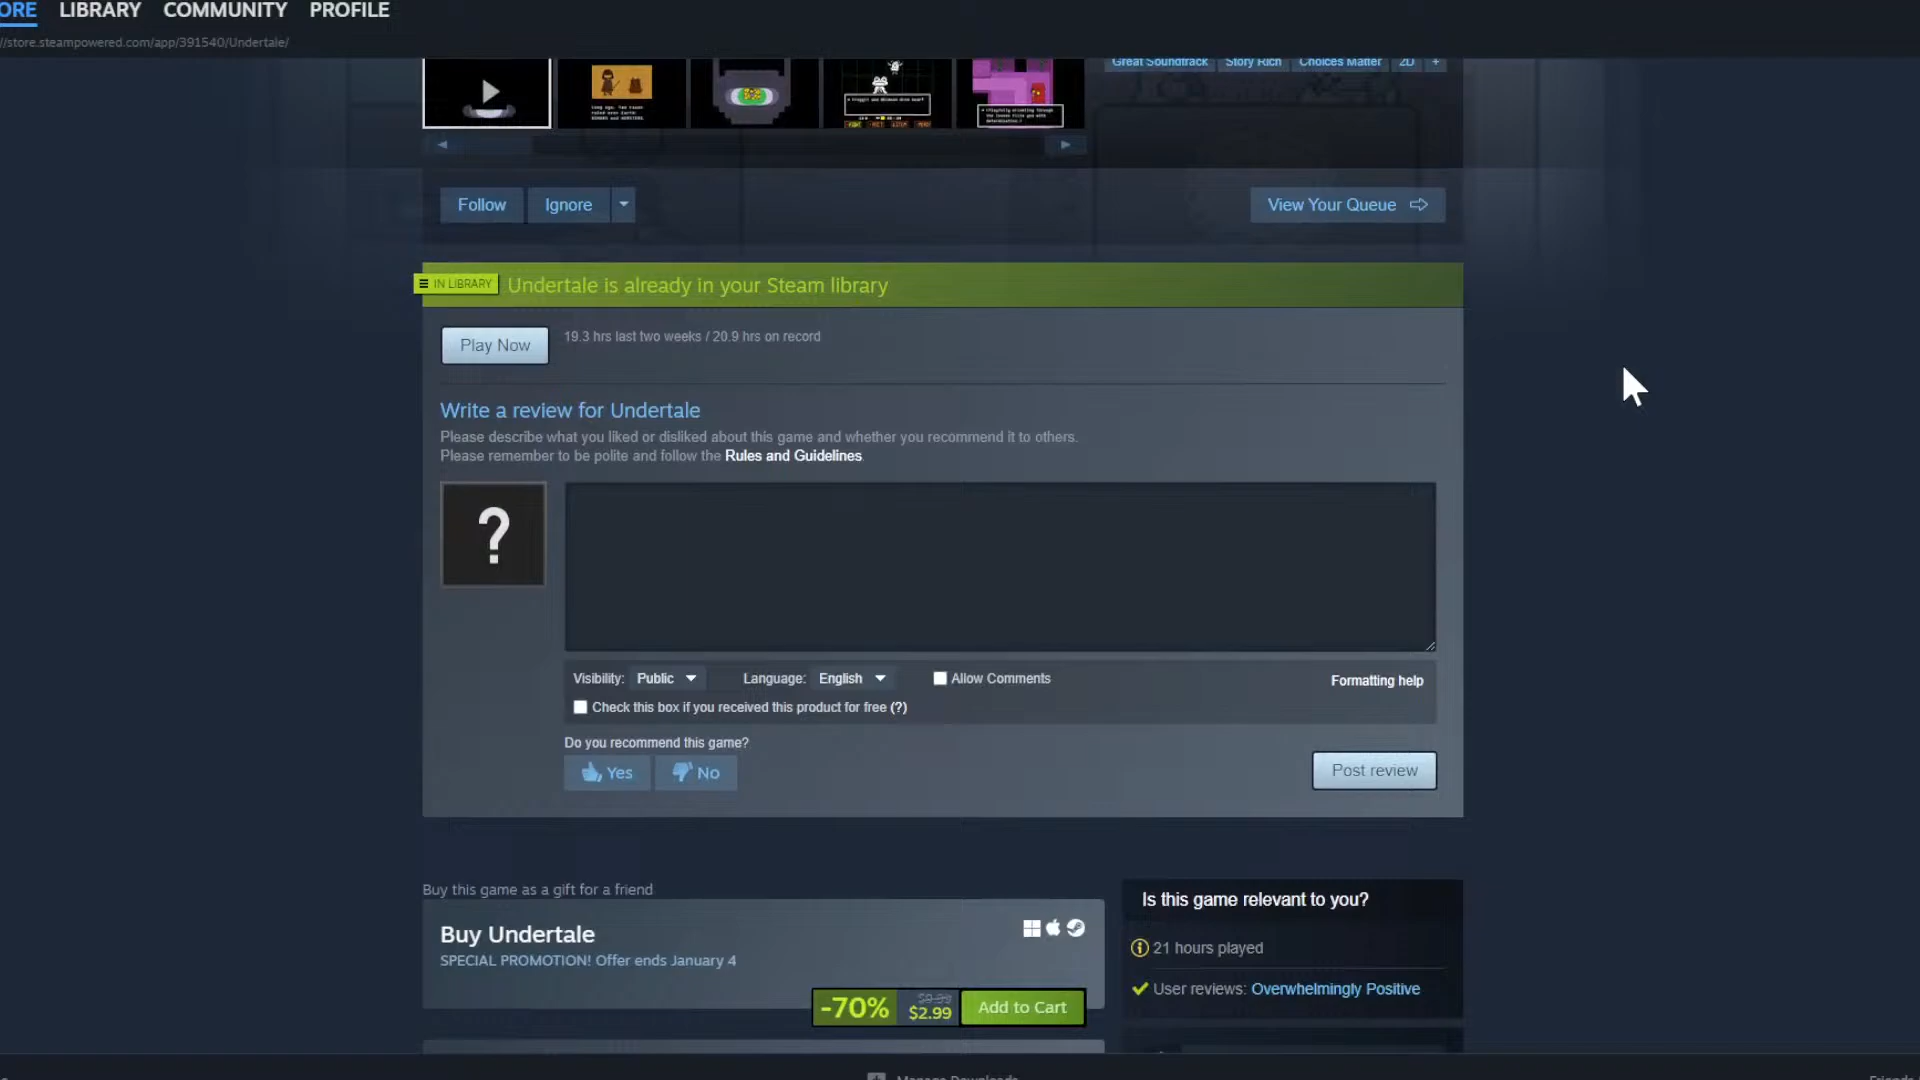 ORE LIBRARY COMMUNITY PROFILE
//store.steampowered.com/app/391540/Undertale/
Great Soundtrack Story Rich Choices Matter 2D +
Follow Ignore View Your Queue
IN LIBRARY Undertale is already in your Steam library
Play Now 19.3 hrs last two weeks / 20.9 hrs on record
Write a review for Undertale
Please describe what you liked or disliked about this game and whether you recommend it to others.
Please remember to be polite and follow the Rules and Guidelines.
?
Visibility: Public Language: English Allow Comments Formatting help
Check this box if you received this product for free (?)
Do you recommend this game?
Yes No Post review
Buy this game as a gift for a friend
Buy Undertale
SPECIAL PROMOTION! Offer ends January 4
-70% $9.99 $2.99 Add to Cart
Is this game relevant to you?
21 hours played
User reviews: Overwhelmingly Positive